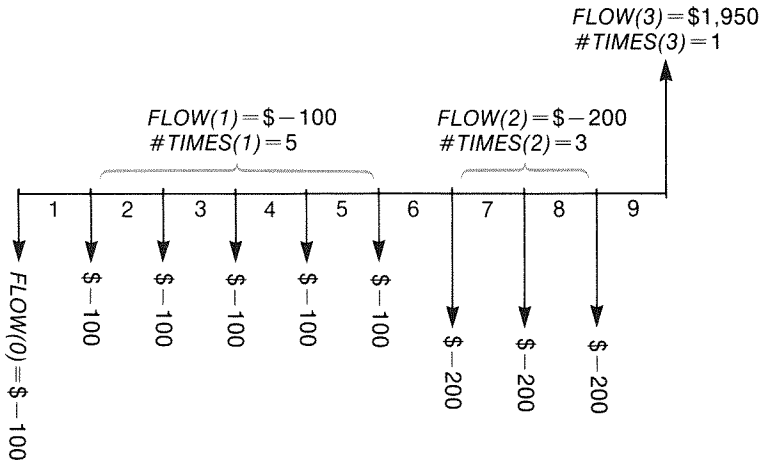 FLOW(3)=$1,950
#TIMES(3)=1
FLOW(1)=$−100
#TIMES(1)=5
FLOW(2)=$−200
#TIMES(2)=3
1 2 3 4 5 6 7 8 9
FLOW(0)=$−100
$−100
$−100
$−100
$−100
$−100
$−200
$−200
$−200